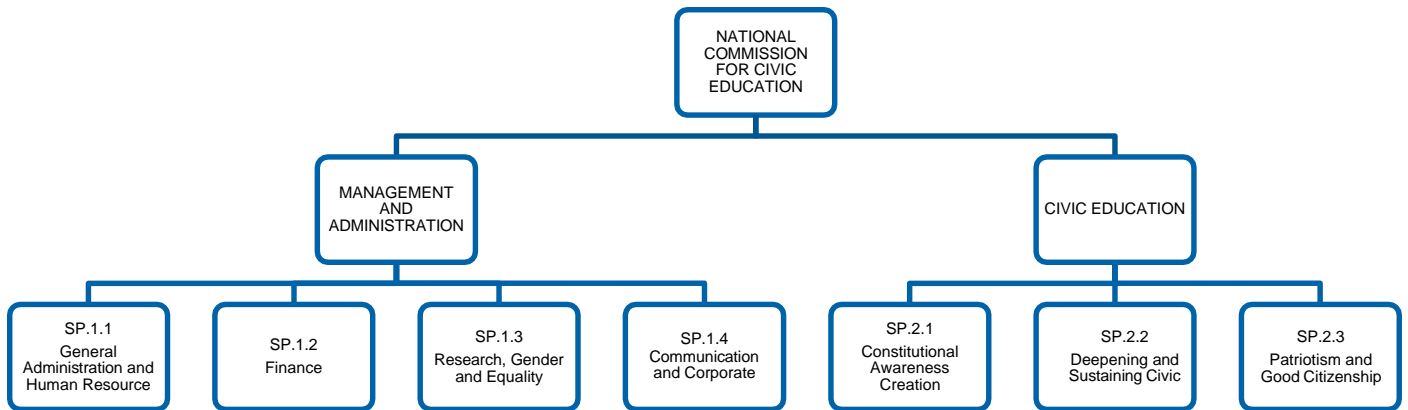 NATIONAL
COMMISSION
FOR CIVIC
EDUCATION
MANAGEMENT
AND
ADMINISTRATION
CIVIC EDUCATION
SP.1.1
General
Administration and
Human Resource
SP.1.2
Finance
SP.1.3
Research, Gender
and Equality
SP.1.4
Communication
and Corporate
SP.2.1
Constitutional
Awareness
Creation
SP.2.2
Deepening and
Sustaining Civic
SP.2.3
Patriotism and
Good Citizenship